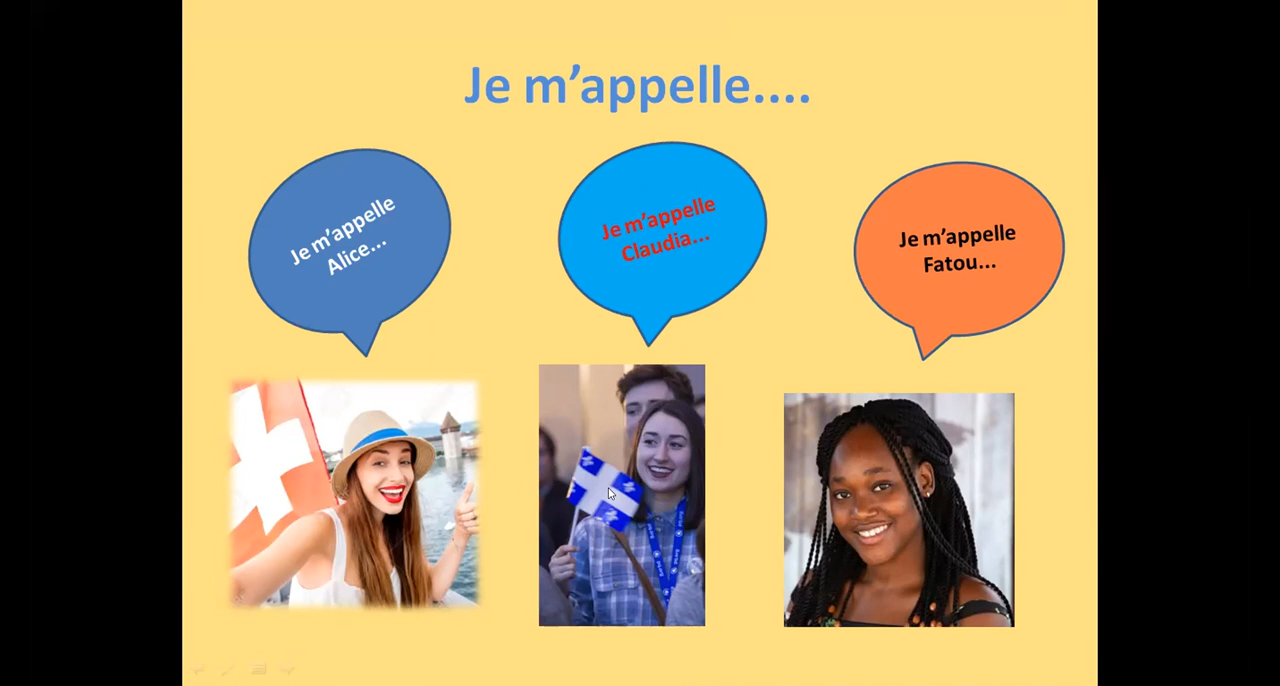 Je m’appelle....
Je m’appelle
Alice...
Je m’appelle
Claudia...
Je m’appelle
Fatou...